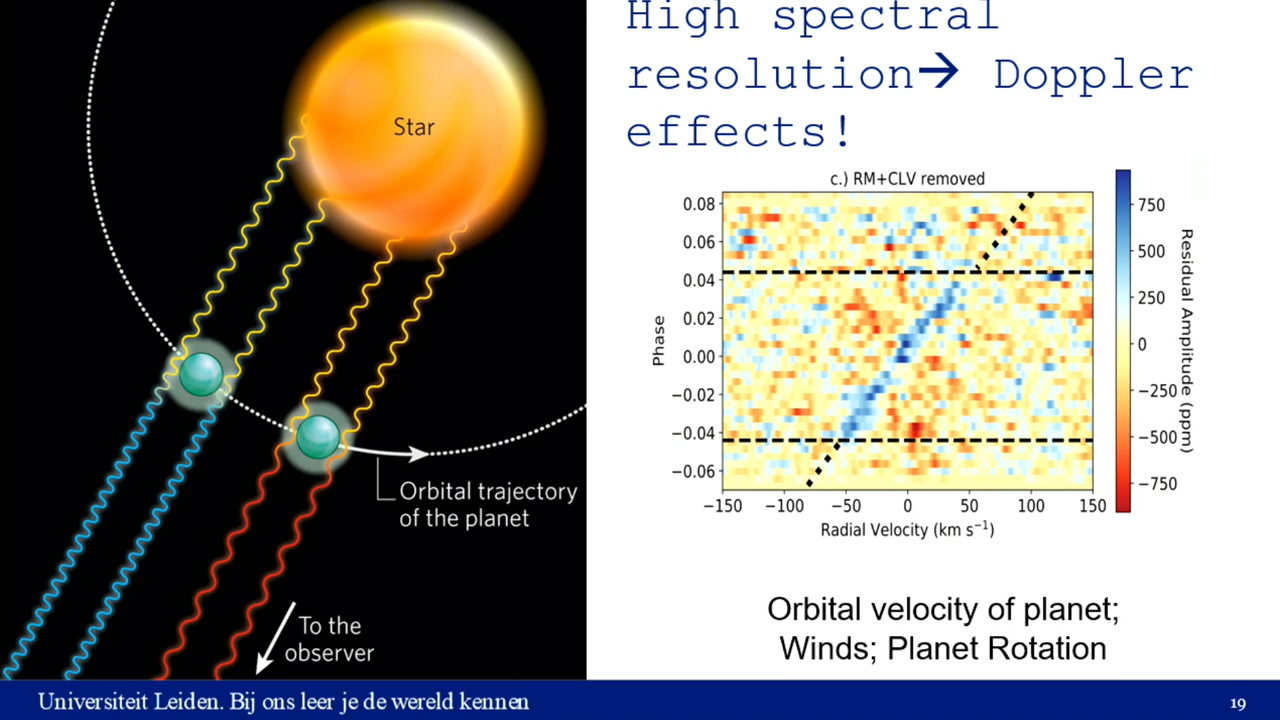 High spectral
resolution→ Doppler
effects!
Star
Orbital trajectory
of the planet
To the
observer
c.) RM+CLV removed
0.08
0.06
0.04
0.02
0.00
−0.02
−0.04
−0.06
Phase
−150 −100 −50 0 50 100 150
Radial Velocity (km s⁻¹)
750
500
250
0
−250
−500
−750
Residual Amplitude (ppm)
Orbital velocity of planet;
Winds; Planet Rotation
Universiteit Leiden. Bij ons leer je de wereld kennen
19